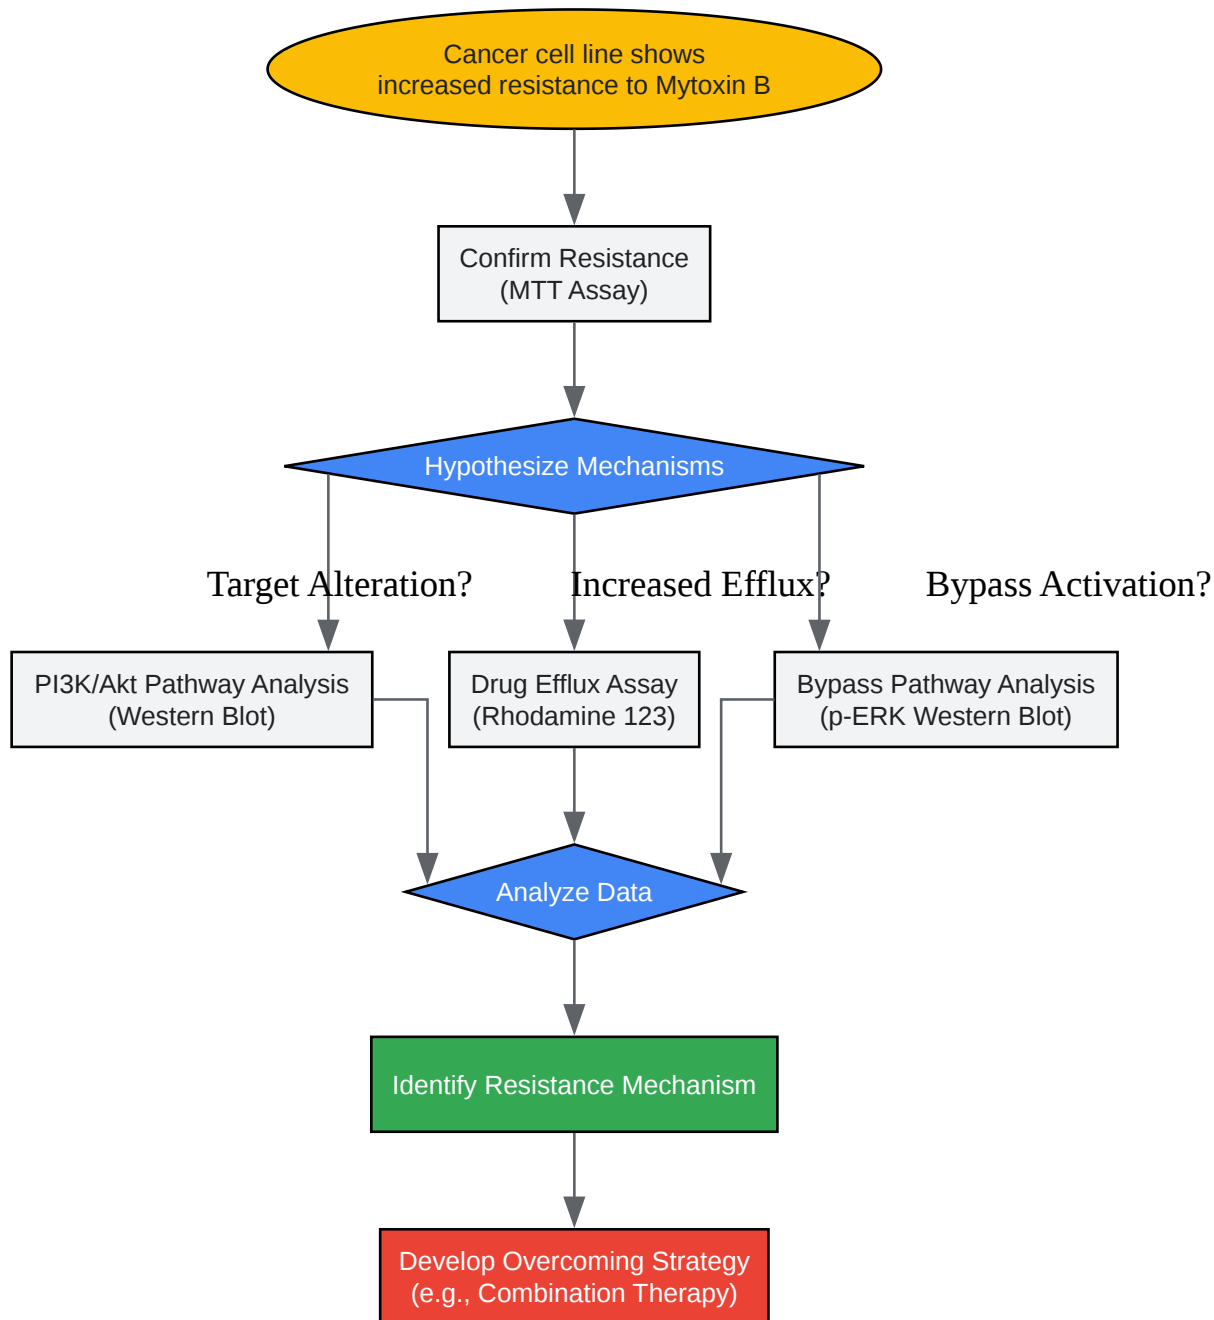 Cancer cell line shows
increased resistance to Mytoxin B
Confirm Resistance
(MTT Assay)
Hypothesize Mechanisms
Target Alteration?
Increased Efflux?
Bypass Activation?
PI3K/Akt Pathway Analysis
(Western Blot)
Drug Efflux Assay
(Rhodamine 123)
Bypass Pathway Analysis
(p-ERK Western Blot)
Analyze Data
Identify Resistance Mechanism
Develop Overcoming Strategy
(e.g., Combination Therapy)